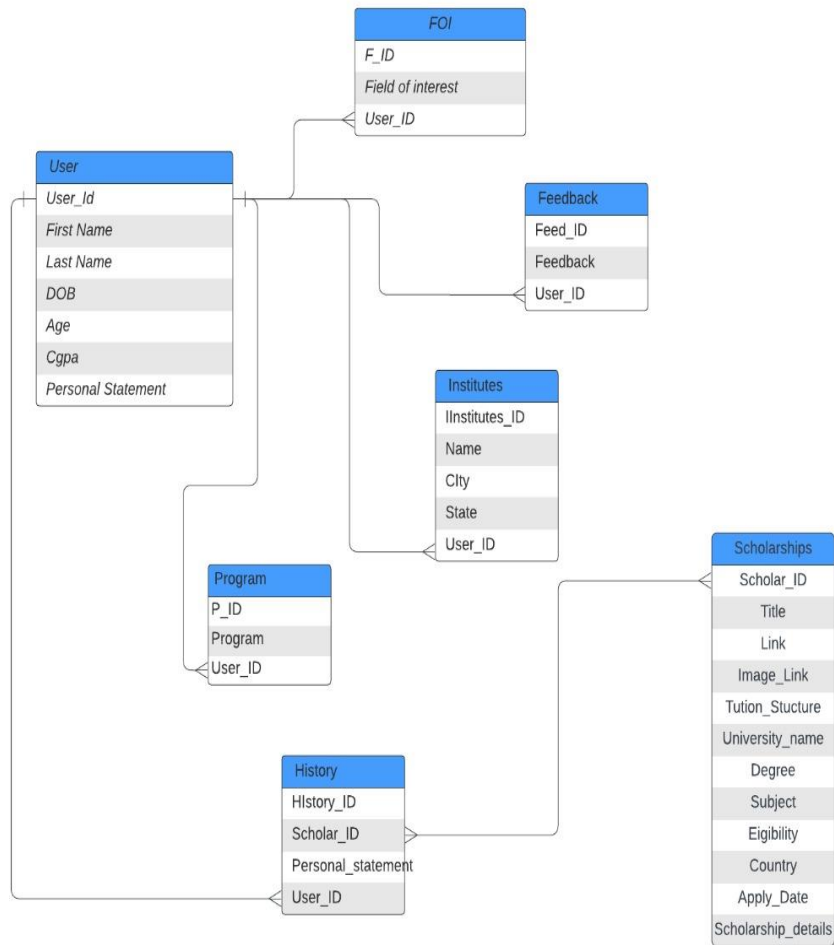 FOI
F_ID
Field of interest
User_ID
User
User_Id
First Name
Last Name
DOB
Age
Cgpa
Personal Statement
Feedback
Feed_ID
Feedback
User_ID
Institutes
IInstitutes_ID
Name
CIty
State
User_ID
Program
P_ID
Program
User_ID
Scholarships
Scholar_ID
Title
Link
Image_Link
Tution_Stucture
University_name
Degree
Subject
Eigibility
Country
Apply_Date
Scholarship_details
History
HIstory_ID
Scholar_ID
Personal_statement
User_ID